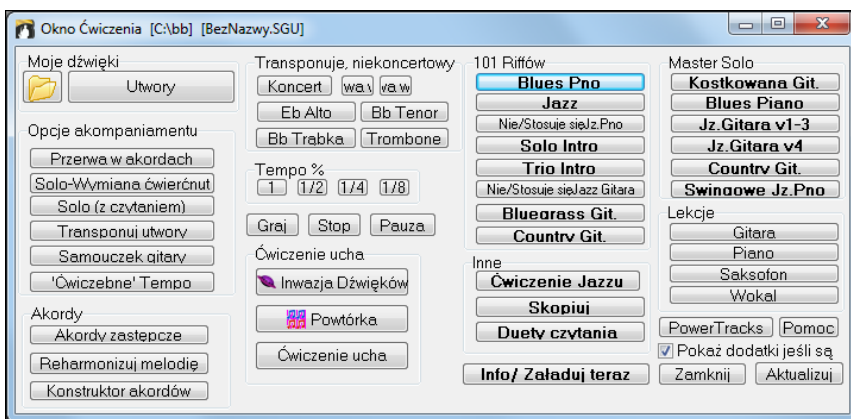 Okno Ćwiczenia [C:\bb] [BezNazwy.SGU]
Moje dźwięki
Utwory
Opcje akompaniamentu
Przerwa w akordach
Solo-Wymiana ćwierćnut
Solo (z czytaniem)
Transponuj utwory
Samouczek gitary
'Ćwiczebne' Tempo
Akordy
Akordy zastępcze
Reharmonizuj melodię
Konstruktor akordów
Transponuje, niekoncertowy
Koncert
Eb Alto
Bb Tenor
Bb Trąbka
Trombone
Tempo %
1
1/2
1/4
1/8
Graj
Stop
Pauza
Ćwiczenie ucha
Inwazja Dźwięków
Powtórka
Ćwiczenie ucha
101 Riffów
Blues Pno
Jazz
Nie/Stosuje sięJz.Pno
Solo Intro
Trio Intro
Nie/Stosuje sięJazz Gitara
Bluegrass Git.
Country Git.
Inne
Ćwiczenie Jazzu
Skopiuj
Duety czytania
Info/ Załaduj teraz
Master Solo
Kostkowana Git.
Blues Piano
Jz.Gitara v1-3
Jz.Gitara v4
Country Git.
Swingowe Jz.Pno
Lekcje
Gitara
Piano
Saksofon
Wokal
PowerTracks
Pomoc
Pokaż dodatki jeśli są
Zamknij
Aktualizuj